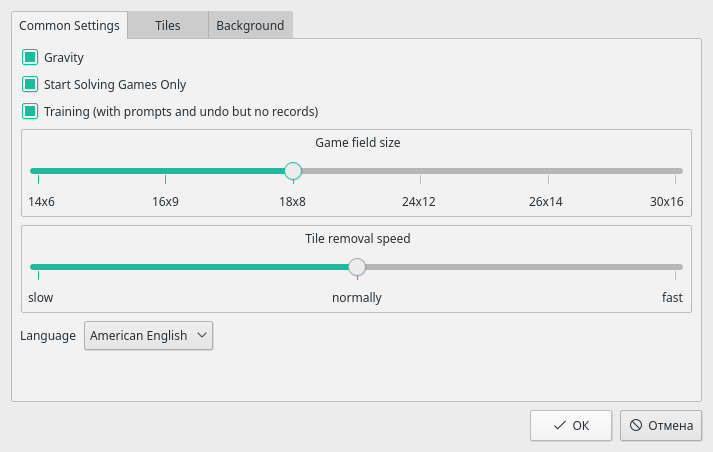 Common Settings Tiles Background
Gravity
Start Solving Games Only
Training (with prompts and undo but no records)
Game field size
14x6 16x9 18x8 24x12 26x14 30x16
Tile removal speed
slow normally fast
Language American English
ОК Отмена